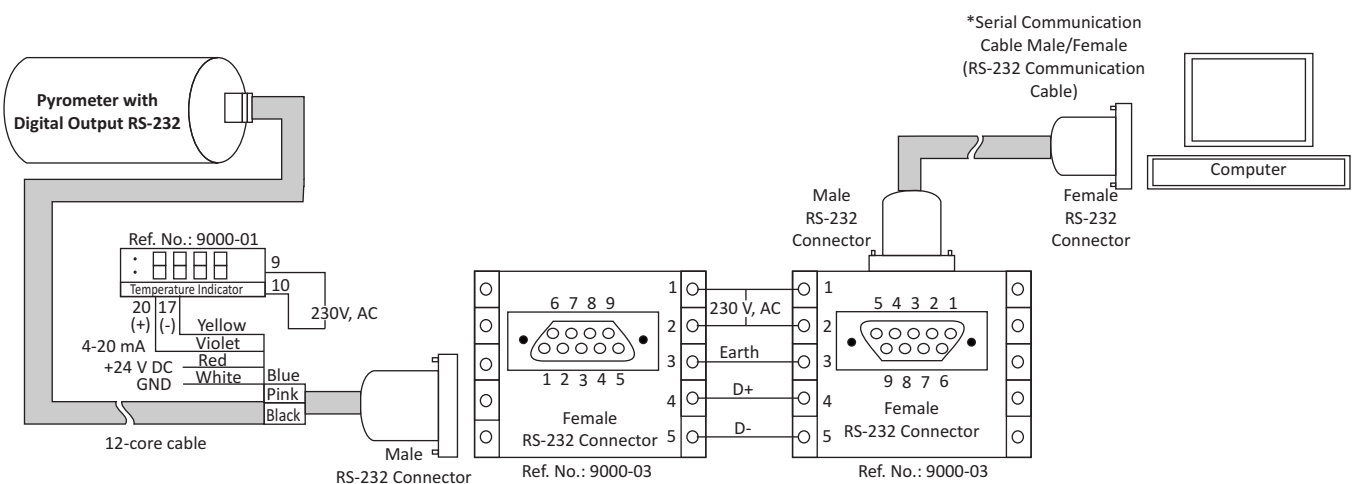 *Serial Communication
Cable Male/Female
(RS-232 Communication
Cable)
Pyrometer with
Digital Output RS-232
Computer
Male
RS-232
Connector
Female
RS-232
Connector
Ref. No.: 9000-01
: 8888
Temperature Indicator
9
10
230V, AC
20 17
(+) (-)
Yellow
4-20 mA Violet
+24 V DC Red
GND White
Blue
Pink
Black
12-core cable
Male
RS-232 Connector
6 7 8 9
1 2 3 4 5
Female
RS-232 Connector
1
2
3
4
5
Ref. No.: 9000-03
230 V, AC
Earth
D+
D-
1
2
3
4
5
5 4 3 2 1
9 8 7 6
Female
RS-232 Connector
Ref. No.: 9000-03